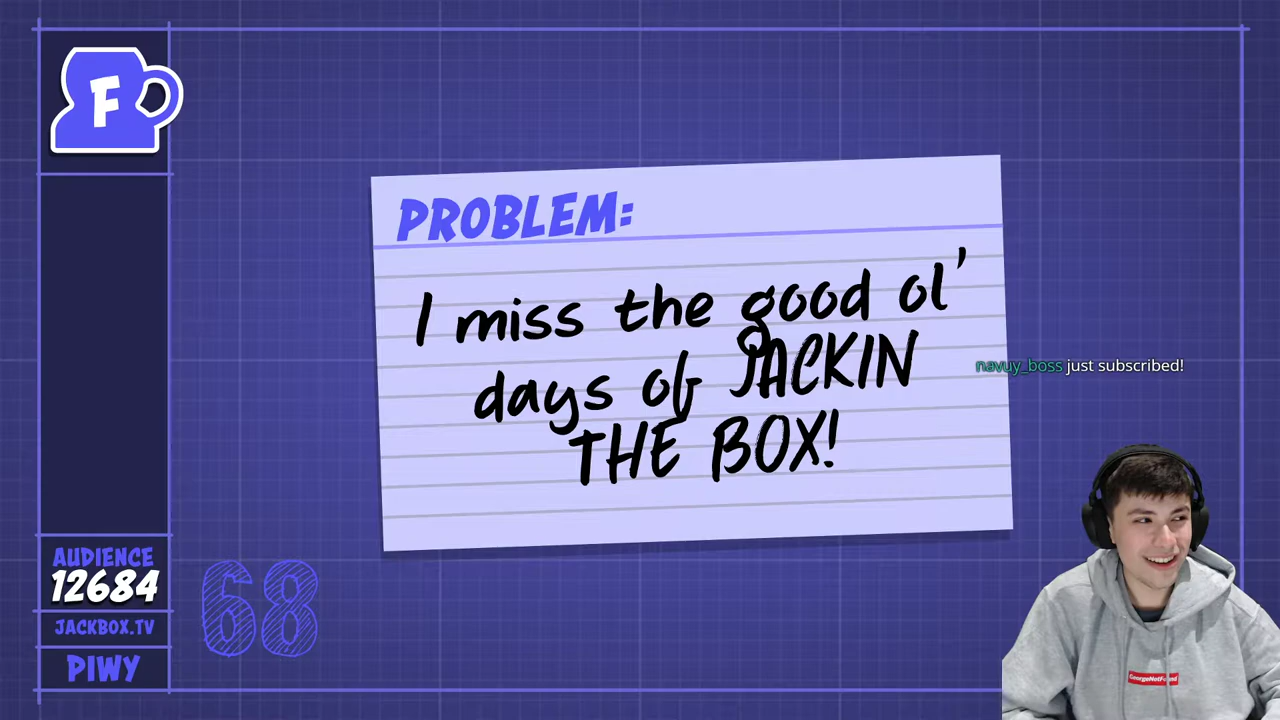 F
PROBLEM:
I miss the good ol'
days of JACKIN
THE BOX!
navuy_boss just subscribed!
AUDIENCE
12684
JACKBOX.TV
PIWY
68
GeorgeNotFound